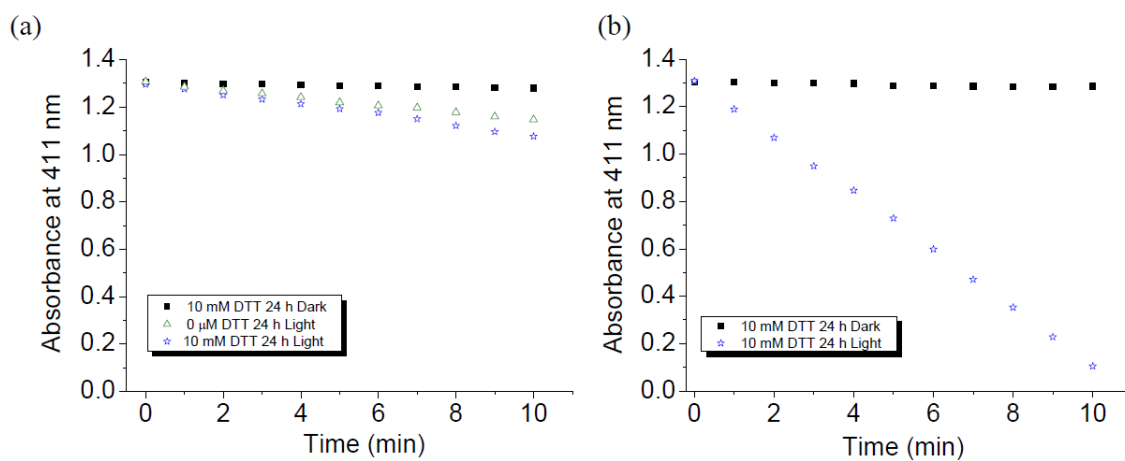 (a)
Absorbance at 411 nm
1.4
1.2
1.0
0.8
0.6
0.4
0.2
0.0
10 mM DTT 24 h Dark
0 μM DTT 24 h Light
10 mM DTT 24 h Light
0 2 4 6 8 10
Time (min)
(b)
Absorbance at 411 nm
1.4
1.2
1.0
0.8
0.6
0.4
0.2
0.0
10 mM DTT 24 h Dark
10 mM DTT 24 h Light
0 2 4 6 8 10
Time (min)